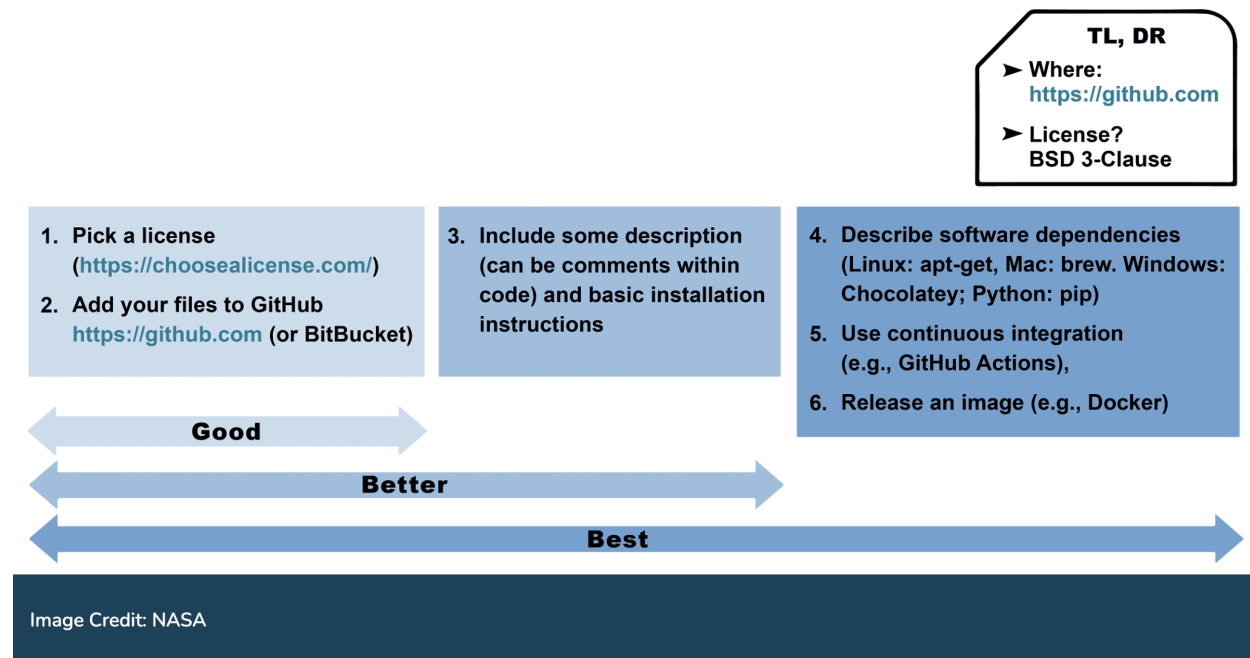 TL, DR
➤ Where:
https://github.com
➤ License?
BSD 3-Clause
1. Pick a license
(https://choosealicense.com/)
2. Add your files to GitHub
https://github.com (or BitBucket)
3. Include some description
(can be comments within
code) and basic installation
instructions
4. Describe software dependencies
(Linux: apt-get, Mac: brew. Windows:
Chocolatey; Python: pip)
5. Use continuous integration
(e.g., GitHub Actions),
6. Release an image (e.g., Docker)
Good
Better
Best
Image Credit: NASA